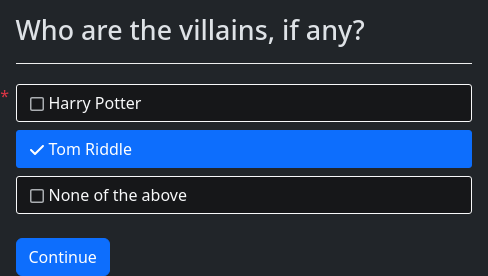 Who are the villains, if any?
* Harry Potter
Tom Riddle
None of the above
Continue